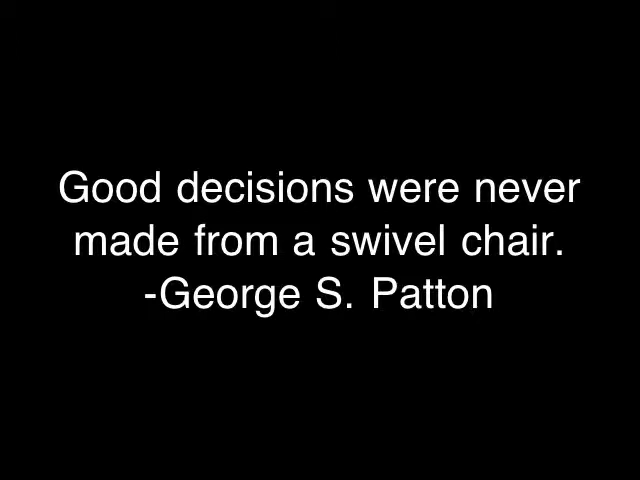 Good decisions were never
made from a swivel chair.
-George S. Patton